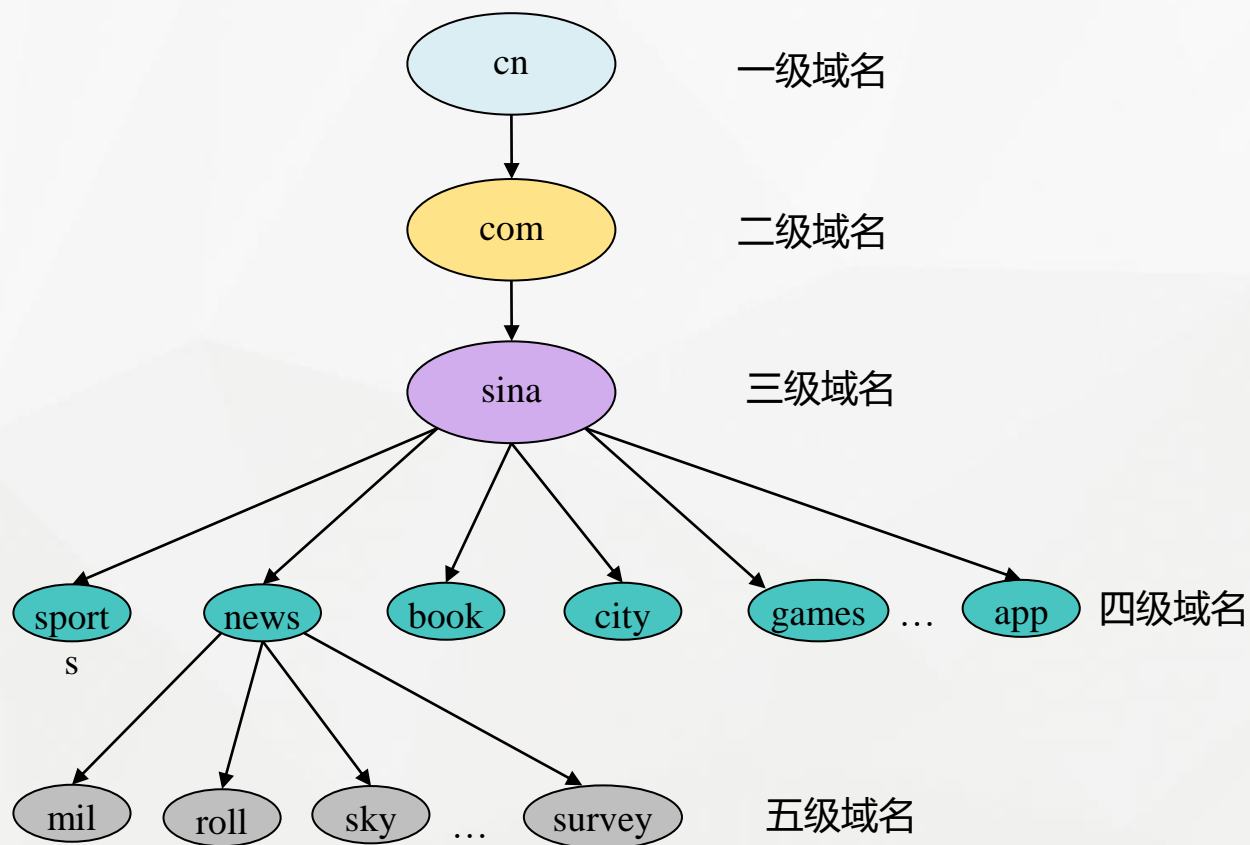 cn 一级域名
com 二级域名
sina 三级域名
sport news book city games … app 四级域名
s
mil roll sky … survey 五级域名